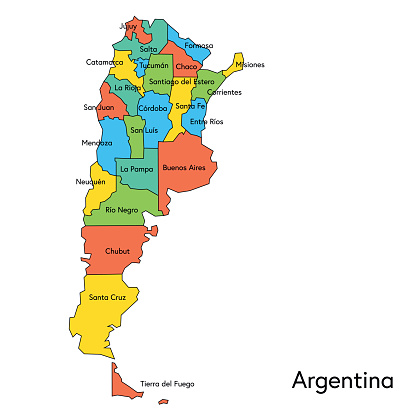 Jujuy
Salta
Formosa
Catamarca
Tucumán
Chaco
Misiones
Santiago del Estero
La Rioja
Corrientes
San Juan
Córdoba
Santa Fe
Entre Ríos
San Luis
Mendoza
La Pampa
Buenos Aires
Neuquén
Río Negro
Chubut
Santa Cruz
Tierra del Fuego
Argentina